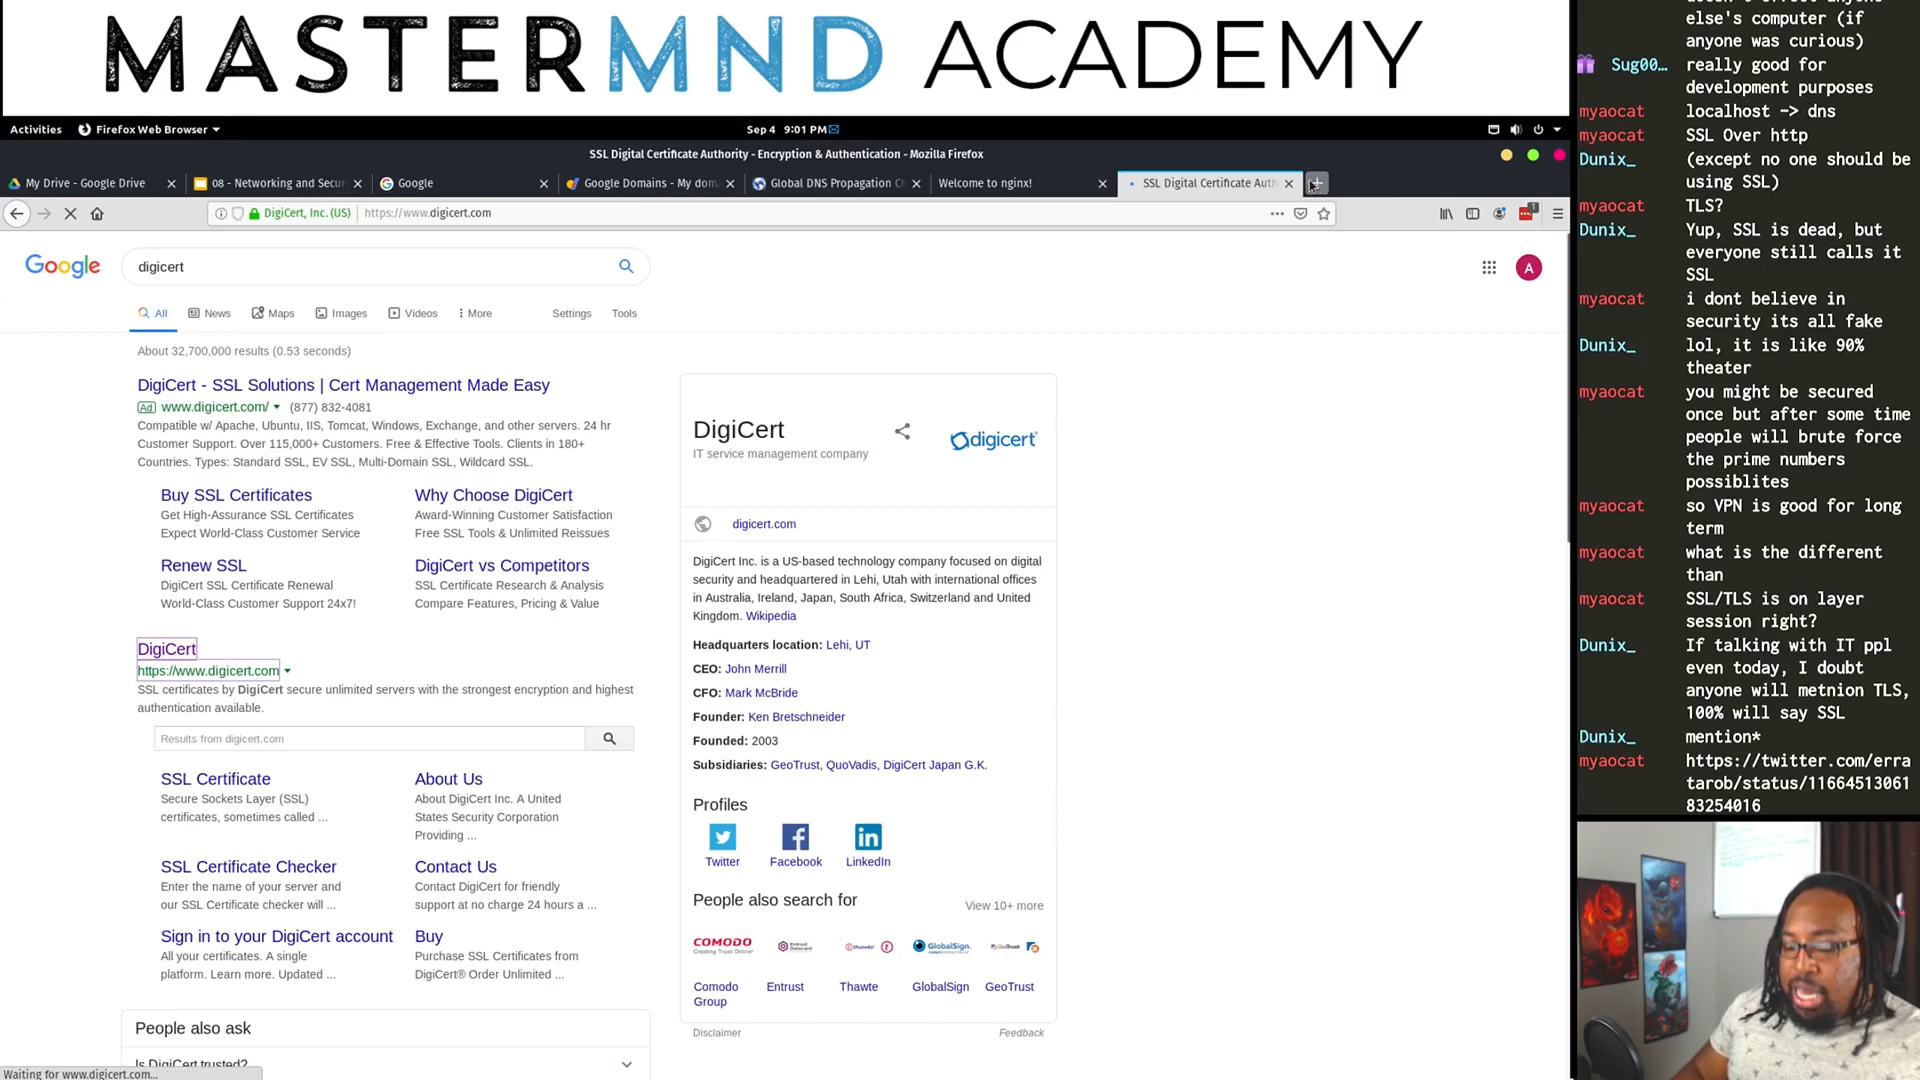 MASTERMND ACADEMY
Activities Firefox Web Browser Sep 4 9:01 PM
SSL Digital Certificate Authority - Encryption & Authentication - Mozilla Firefox
My Drive - Google Drive 08 - Networking and Secur Google Google Domains - My dom Global DNS Propagation Ch Welcome to nginx! SSL Digital Certificate Auth
DigiCert, Inc. (US) https://www.digicert.com
Google digicert A
All News Maps Images Videos More Settings Tools
About 32,700,000 results (0.53 seconds)
DigiCert - SSL Solutions | Cert Management Made Easy
Ad www.digicert.com/ (877) 832-4081
Compatible w/ Apache, Ubuntu, IIS, Tomcat, Windows, Exchange, and other servers. 24 hr
Customer Support. Over 115,000+ Customers. Free & Effective Tools. Clients in 180+
Countries. Types: Standard SSL, EV SSL, Multi-Domain SSL, Wildcard SSL.
Buy SSL Certificates
Get High-Assurance SSL Certificates
Expect World-Class Customer Service
Why Choose DigiCert
Award-Winning Customer Satisfaction
Free SSL Tools & Unlimited Reissues
Renew SSL
DigiCert SSL Certificate Renewal
World-Class Customer Support 24x7!
DigiCert vs Competitors
SSL Certificate Research & Analysis
Compare Features, Pricing & Value
DigiCert
https://www.digicert.com
SSL certificates by DigiCert secure unlimited servers with the strongest encryption and highest
authentication available.
Results from digicert.com
SSL Certificate
Secure Sockets Layer (SSL)
certificates, sometimes called ...
About Us
About DigiCert Inc. A United
States Security Corporation
Providing ...
SSL Certificate Checker
Enter the name of your server and
our SSL Certificate checker will ...
Contact Us
Contact DigiCert for friendly
support at no charge 24 hours a ...
Sign in to your DigiCert account
All your certificates. A single
platform. Learn more. Updated ...
Buy
Purchase SSL Certificates from
DigiCert® Order Unlimited ...
People also ask
Is DigiCert trusted?
Waiting for www.digicert.com...
DigiCert
IT service management company
digicert
digicert.com
DigiCert Inc. is a US-based technology company focused on digital
security and headquartered in Lehi, Utah with international offices
in Australia, Ireland, Japan, South Africa, Switzerland and United
Kingdom. Wikipedia
Headquarters location: Lehi, UT
CEO: John Merrill
CFO: Mark McBride
Founder: Ken Bretschneider
Founded: 2003
Subsidiaries: GeoTrust, QuoVadis, DigiCert Japan G.K.
Profiles
Twitter Facebook LinkedIn
People also search for View 10+ more
COMODO GlobalSign
Comodo Entrust Thawte GlobalSign GeoTrust
Group
Disclaimer Feedback
else's computer (if
anyone was curious)
Sug00... really good for
development purposes
myaocat localhost -> dns
myaocat SSL Over http
Dunix_ (except no one should be
using SSL)
myaocat TLS?
Dunix_ Yup, SSL is dead, but
everyone still calls it
SSL
myaocat i dont believe in
security its all fake
Dunix_ lol, it is like 90%
theater
myaocat you might be secured
once but after some time
people will brute force
the prime numbers
possiblites
myaocat so VPN is good for long
term
myaocat what is the different
than
myaocat SSL/TLS is on layer
session right?
Dunix_ If talking with IT ppl
even today, I doubt
anyone will metnion TLS,
100% will say SSL
Dunix_ mention*
myaocat https://twitter.com/erra
tarob/status/11664513061
83254016